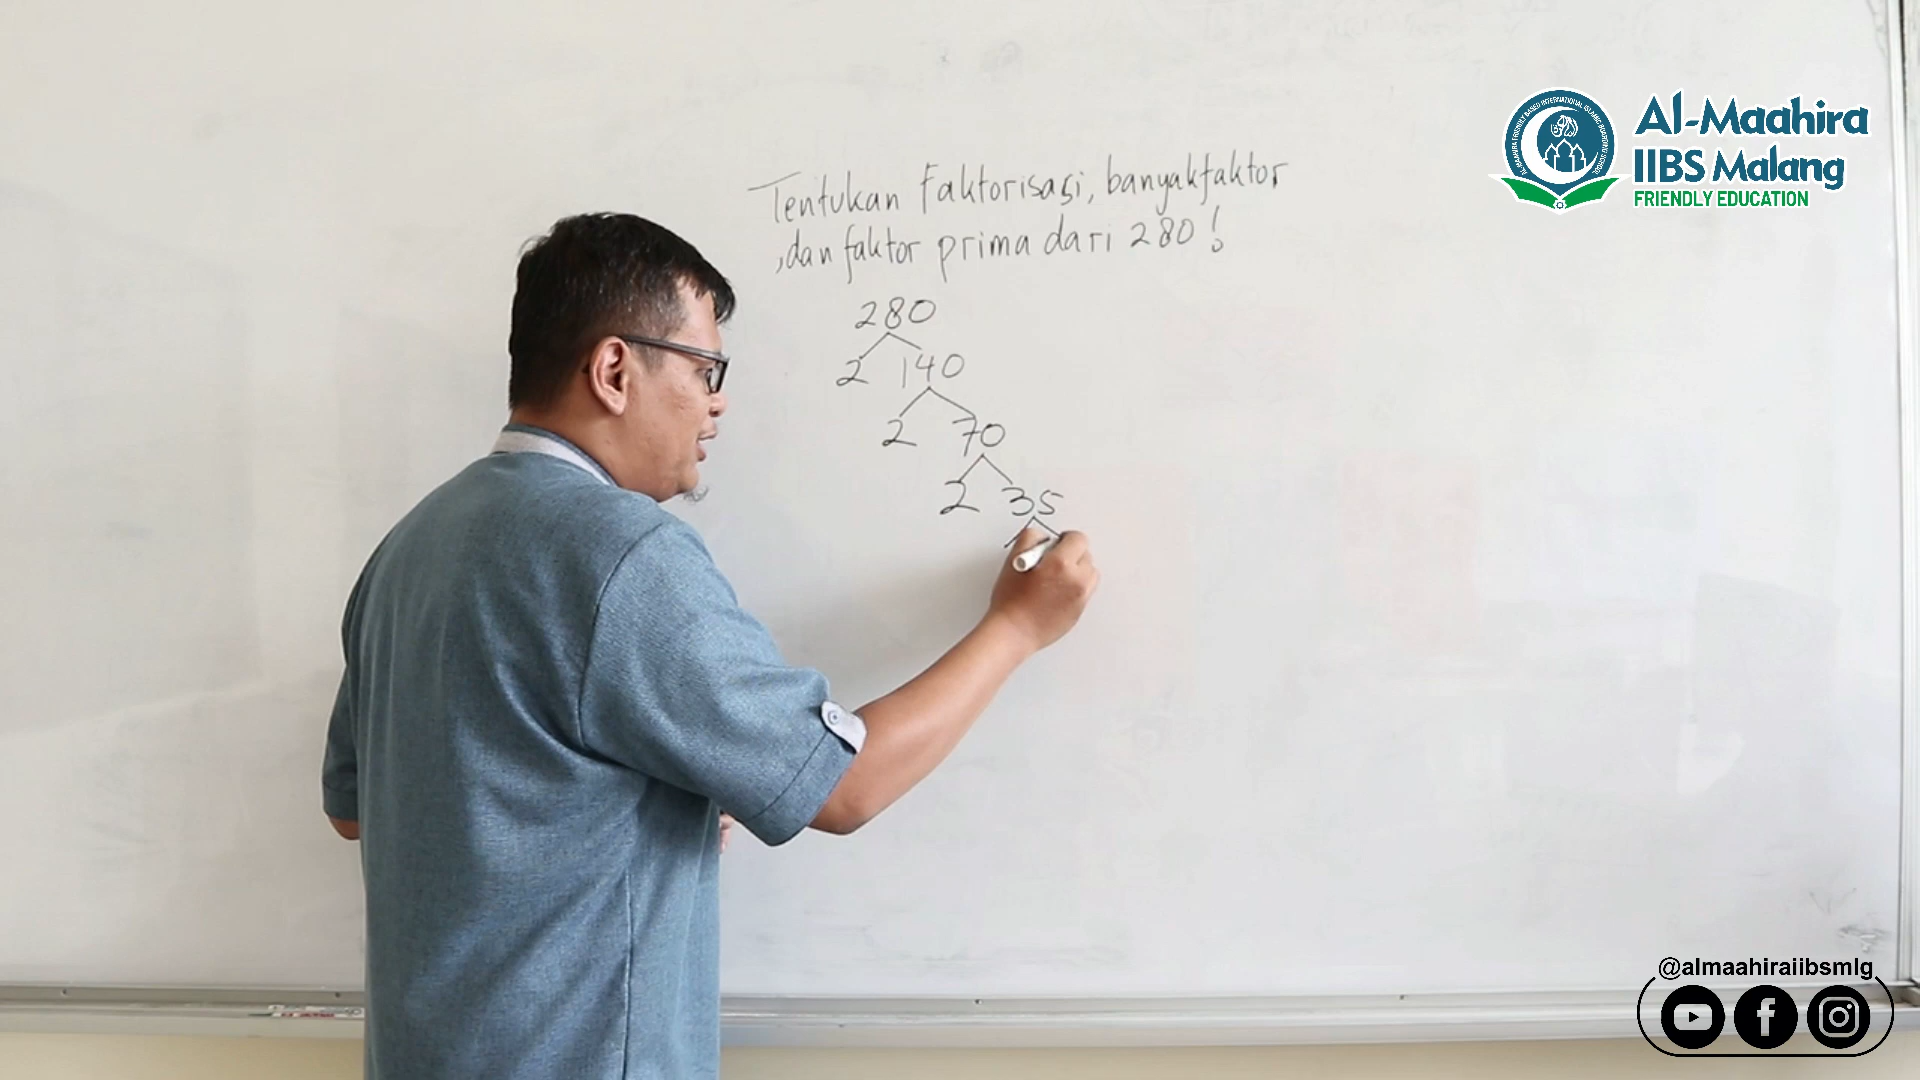 Tentukan Faktorisasi, banyakfaktor
,dan faktor prima dari 280 !
280
2 140
2 70
2 35
Al-Maahira
IIBS Malang
FRIENDLY EDUCATION
@almaahiraiibsmlg